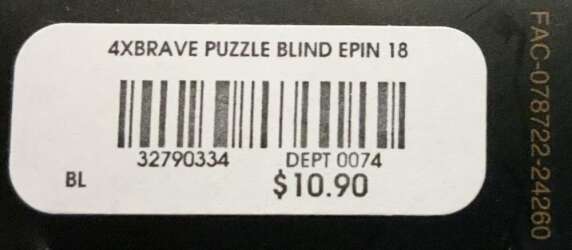 4XBRAVE PUZZLE BLIND EPIN 18
32790334 DEPT 0074
BL $10.90
FAC-078722-24260